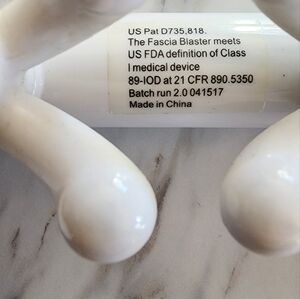 US Pat D735,818.
The Fascia Blaster meets
US FDA definition of Class
I medical device
89-IOD at 21 CFR 890.5350
Batch run 2.0 041517
Made in China